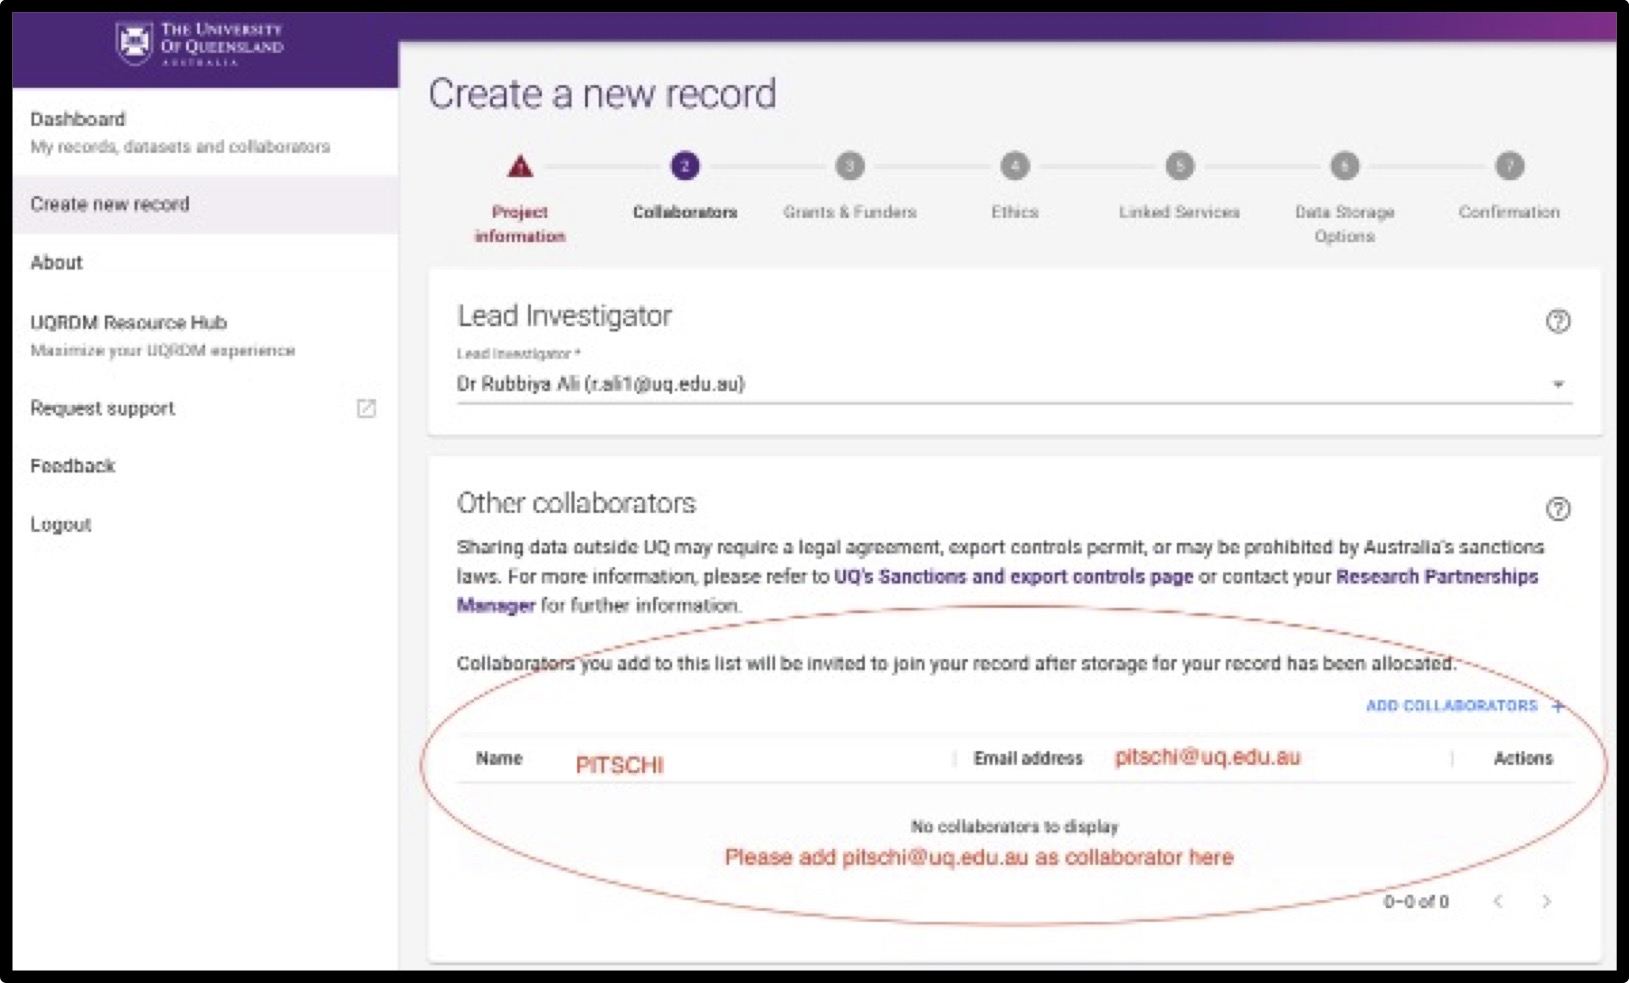 THE UNIVERSITY
OF QUEENSLAND
AUSTRALIA
Dashboard
My records, datasets and collaborators
Create new record
About
UQRDM Resource Hub
Maximize your UQRDM experience
Request support
Feedback
Logout
Create a new record
2 3 4 5 6 7
Project information
Collaborators
Grants & Funders
Ethics
Linked Services
Data Storage Options
Confirmation
Lead Investigator
Lead Investigator *
Dr Rubbiya Ali (r.ali1@uq.edu.au)
Other collaborators
Sharing data outside UQ may require a legal agreement, export controls permit, or may be prohibited by Australia's sanctions
laws. For more information, please refer to UQ's Sanctions and export controls page or contact your Research Partnerships
Manager for further information.
Collaborators you add to this list will be invited to join your record after storage for your record has been allocated.
ADD COLLABORATORS +
Name PITSCHI Email address pitschi@uq.edu.au Actions
No collaborators to display
Please add pitschi@uq.edu.au as collaborator here
0–0 of 0